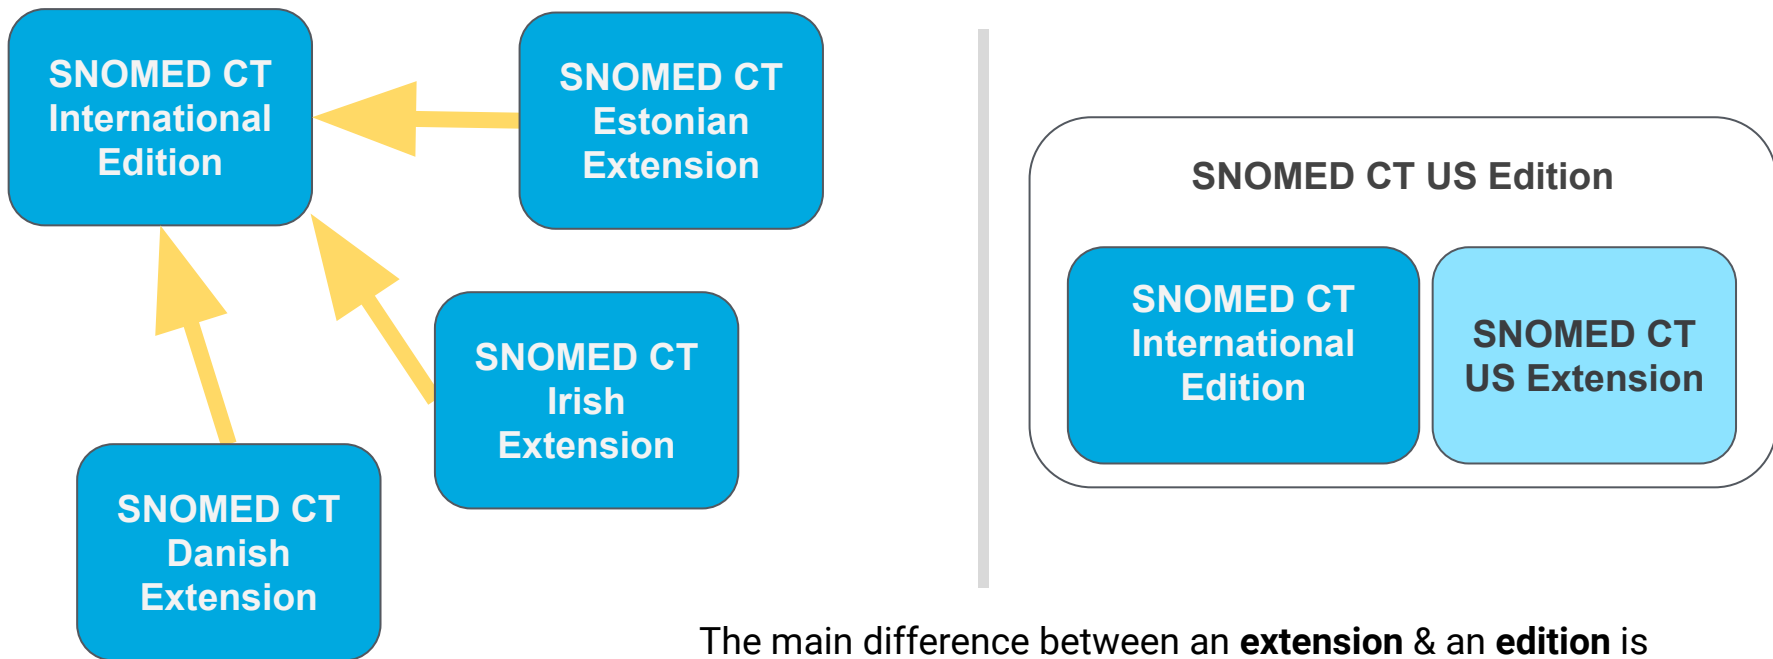 SNOMED CT
International
Edition
SNOMED CT
Estonian
Extension
SNOMED CT
Irish
Extension
SNOMED CT
Danish
Extension
SNOMED CT US Edition
SNOMED CT
International
Edition
SNOMED CT
US Extension
The main difference between an extension & an edition is